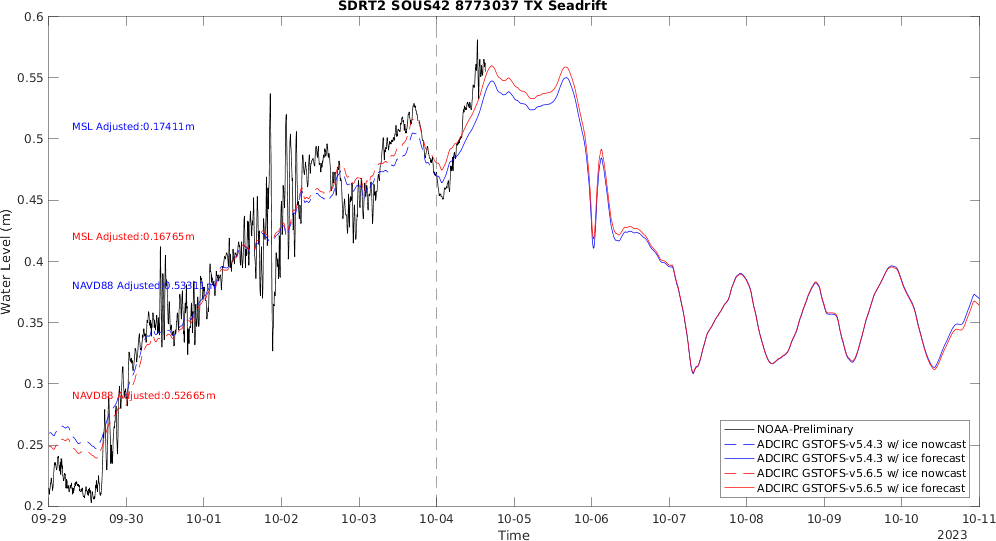 SDRT2 SOUS42 8773037 TX Seadrift
0.6
0.55
0.5
0.45
0.4
0.35
0.3
0.25
0.2
Water Level (m)
MSL Adjusted:0.17411m
MSL Adjusted:0.16765m
NAVD88 Adjusted:0.53311m
NAVD88 Adjusted:0.52665m
NOAA-Preliminary
ADCIRC GSTOFS-v5.4.3 w/ ice nowcast
ADCIRC GSTOFS-v5.4.3 w/ ice forecast
ADCIRC GSTOFS-v5.6.5 w/ ice nowcast
ADCIRC GSTOFS-v5.6.5 w/ ice forecast
09-29 09-30 10-01 10-02 10-03 10-04 10-05 10-06 10-07 10-08 10-09 10-10 10-11
Time
2023